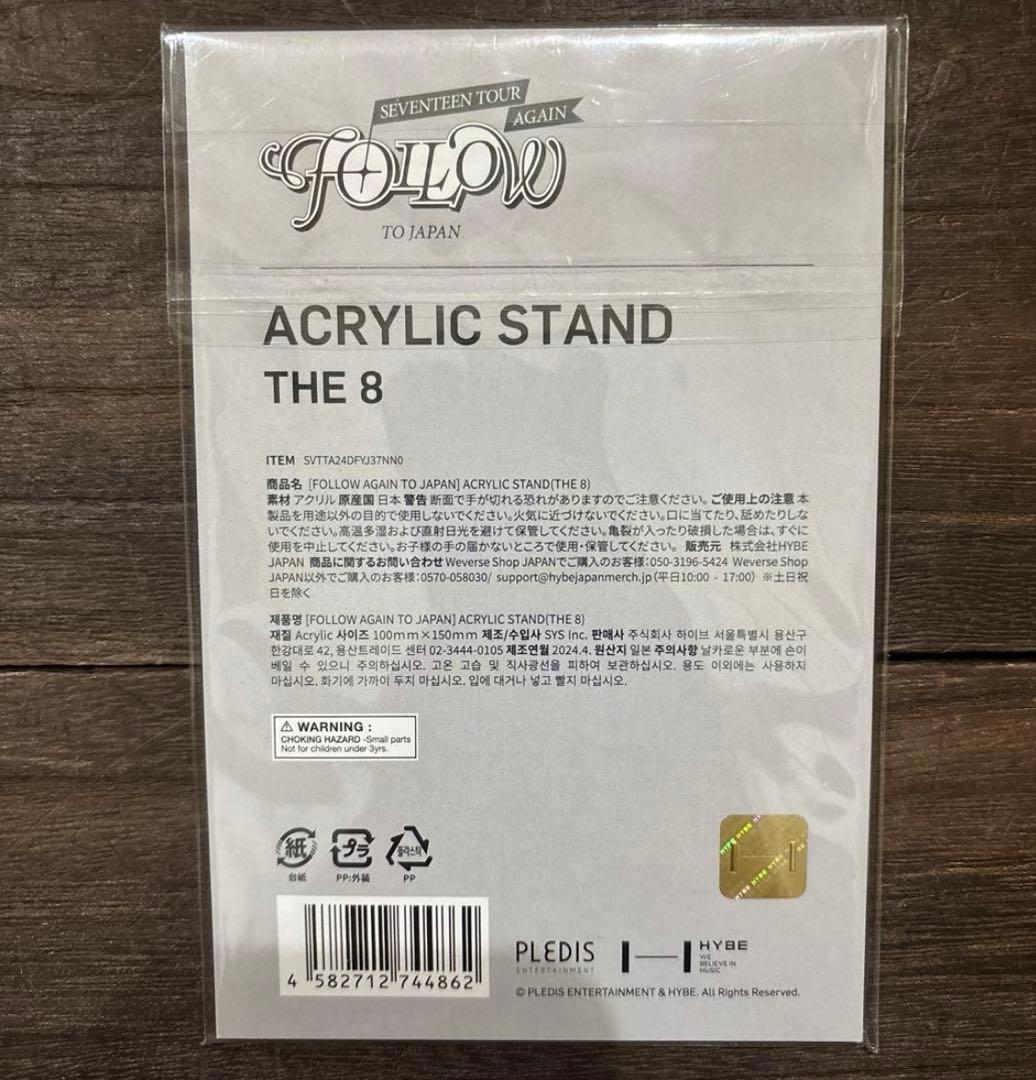 SEVENTEEN TOUR
AGAIN
FOLLOW
TO JAPAN
ACRYLIC STAND
THE 8
ITEM SVTTA24DFYJ37NN0
商品名 [FOLLOW AGAIN TO JAPAN] ACRYLIC STAND(THE 8)
素材 アクリル 原産国 日本 警告 断面で手が切れる恐れがありますのでご注意ください。ご使用上の注意 本
製品を用途以外の目的で使用しないでください。火気に近づけないでください。口に当てたり、舐めたりしな
いでください。高温多湿および直射日光を避けて保管してください。亀裂が入ったり破損した場合は、すぐに
使用を中止してください。お子様の手の届かないところで使用・保管してください。 販売元 株式会社HYBE
JAPAN 商品に関するお問い合わせ Weverse Shop JAPANでご購入のお客様：050-3196-5424 Weverse Shop
JAPAN以外でご購入のお客様：0570-058030/ support@hybejapanmerch.jp（平日10:00 - 17:00） ※土日祝
日を除く
제품명 [FOLLOW AGAIN TO JAPAN] ACRYLIC STAND(THE 8)
재질 Acrylic 사이즈 100mm×150mm 제조/수입사 SYS Inc. 판매사 주식회사 하이브 서울특별시 용산구
한강대로 42, 용산트레이드 센터 02-3444-0105 제조연월 2024.4. 원산지 일본 주의사항 날카로운 부분에 손이
베일 수 있으니 주의하십시오. 고온 고습 및 직사광선을 피하여 보관하십시오. 용도 이외에는 사용하지
마십시오. 화기에 가까이 두지 마십시오. 입에 대거나 넣고 빨지 마십시오.
⚠ WARNING :
CHOKING HAZARD -Small parts
Not for children under 3yrs.
紙 プラ 플라스틱
台紙 PP:外装 PP
HYBE HYBE HYBE
HYBE HYBE HYBE
4 582712 744862
PLEDIS
ENTERTAINMENT
HYBE
WE
BELIEVE IN
MUSIC
© PLEDIS ENTERTAINMENT & HYBE. All Rights Reserved.